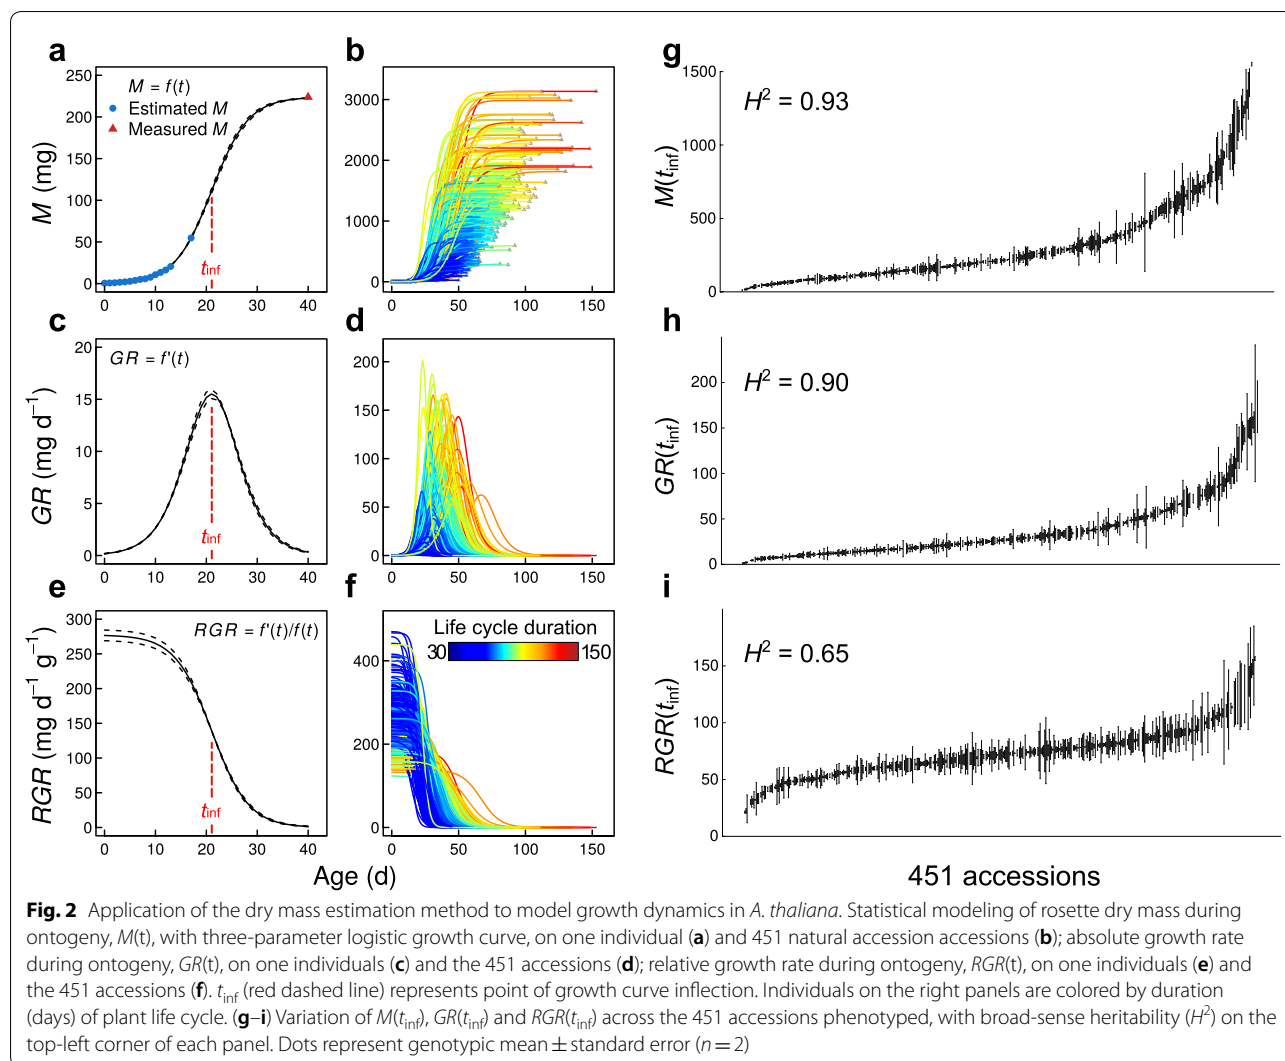 a
M = f(t)
Estimated M
Measured M
M (mg)
250
200
150
100
50
0
tinf
0 10 20 30 40
b
3000
2000
1000
0
0 50 100 150
g
H² = 0.93
M(tinf)
1500
1000
500
0
c
GR = f'(t)
GR (mg d⁻¹)
20
15
10
5
0
tinf
0 10 20 30 40
d
200
150
100
50
0
0 50 100 150
h
H² = 0.90
GR(tinf)
200
150
100
50
0
e
RGR = f'(t)/f(t)
RGR (mg d⁻¹ g⁻¹)
300
250
200
150
100
50
0
tinf
0 10 20 30 40
f
Life cycle duration
30 150
400
200
0
0 50 100 150
i
H² = 0.65
RGR(tinf)
150
100
50
0
Age (d)
451 accessions
Fig. 2 Application of the dry mass estimation method to model growth dynamics in A. thaliana. Statistical modeling of rosette dry mass during
ontogeny, M(t), with three-parameter logistic growth curve, on one individual (a) and 451 natural accession accessions (b); absolute growth rate
during ontogeny, GR(t), on one individuals (c) and the 451 accessions (d); relative growth rate during ontogeny, RGR(t), on one individuals (e) and
the 451 accessions (f). tinf (red dashed line) represents point of growth curve inflection. Individuals on the right panels are colored by duration
(days) of plant life cycle. (g–i) Variation of M(tinf), GR(tinf) and RGR(tinf) across the 451 accessions phenotyped, with broad-sense heritability (H²) on the
top-left corner of each panel. Dots represent genotypic mean ± standard error (n = 2)